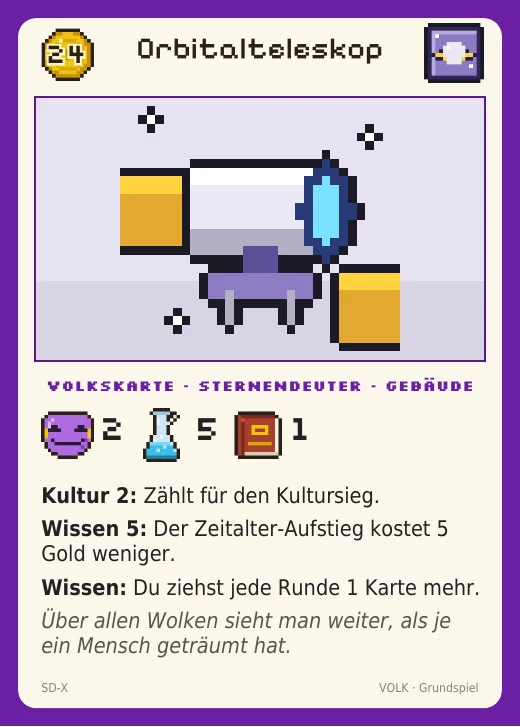 24
Orbitalteleskop
VOLKSKARTE · STERNENDEUTER · GEBÄUDE
2 5 1
Kultur 2: Zählt für den Kultursieg.
Wissen 5: Der Zeitalter-Aufstieg kostet 5
Gold weniger.
Wissen: Du ziehst jede Runde 1 Karte mehr.
Über allen Wolken sieht man weiter, als je
ein Mensch geträumt hat.
SD-X
VOLK · Grundspiel